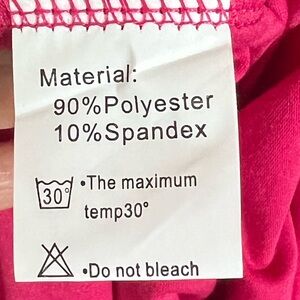 Material:
90%Polyester
10%Spandex
30° •The maximum
temp30°
•Do not bleach